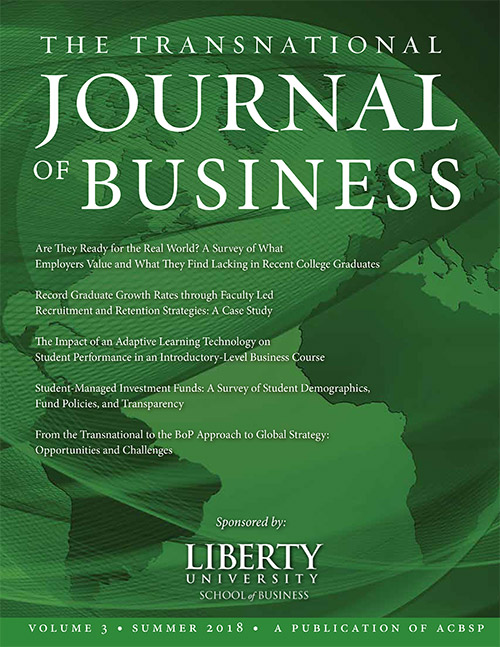 THE TRANSNATIONAL
JOURNAL
OF BUSINESS
Are They Ready for the Real World? A Survey of What
Employers Value and What They Find Lacking in Recent College Graduates
Record Graduate Growth Rates through Faculty Led
Recruitment and Retention Strategies: A Case Study
The Impact of an Adaptive Learning Technology on
Student Performance in an Introductory-Level Business Course
Student-Managed Investment Funds: A Survey of Student Demographics,
Fund Policies, and Transparency
From the Transnational to the BoP Approach to Global Strategy:
Opportunities and Challenges
Sponsored by:
LIBERTY
UNIVERSITY
SCHOOL of BUSINESS
VOLUME 3 • SUMMER 2018 • A PUBLICATION OF ACBSP